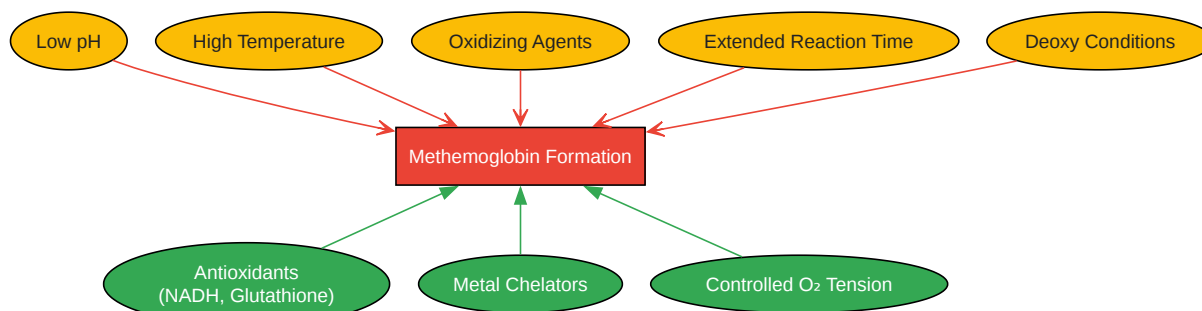 Low pH
High Temperature
Oxidizing Agents
Extended Reaction Time
Deoxy Conditions
Methemoglobin Formation
Antioxidants
(NADH, Glutathione)
Metal Chelators
Controlled O₂ Tension